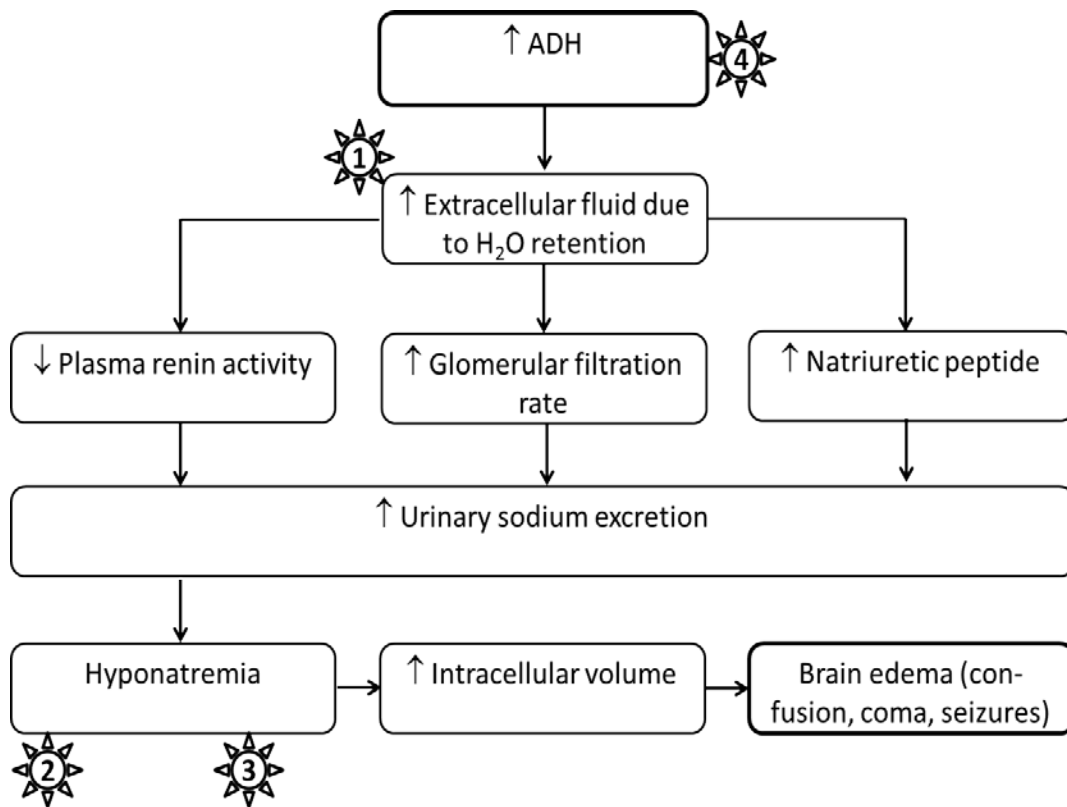 ↑ ADH
4
1
↑ Extracellular fluid due
to H₂O retention
↓ Plasma renin activity
↑ Glomerular filtration
rate
↑ Natriuretic peptide
↑ Urinary sodium excretion
Hyponatremia
↑ Intracellular volume
Brain edema (con-
fusion, coma, seizures)
2
3